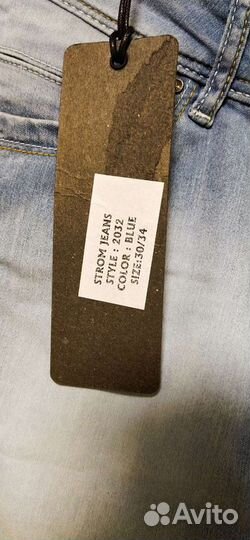 STROM JEANS
STYLE : 2032
COLOR : BLUE
SIZE:30/34
Avito